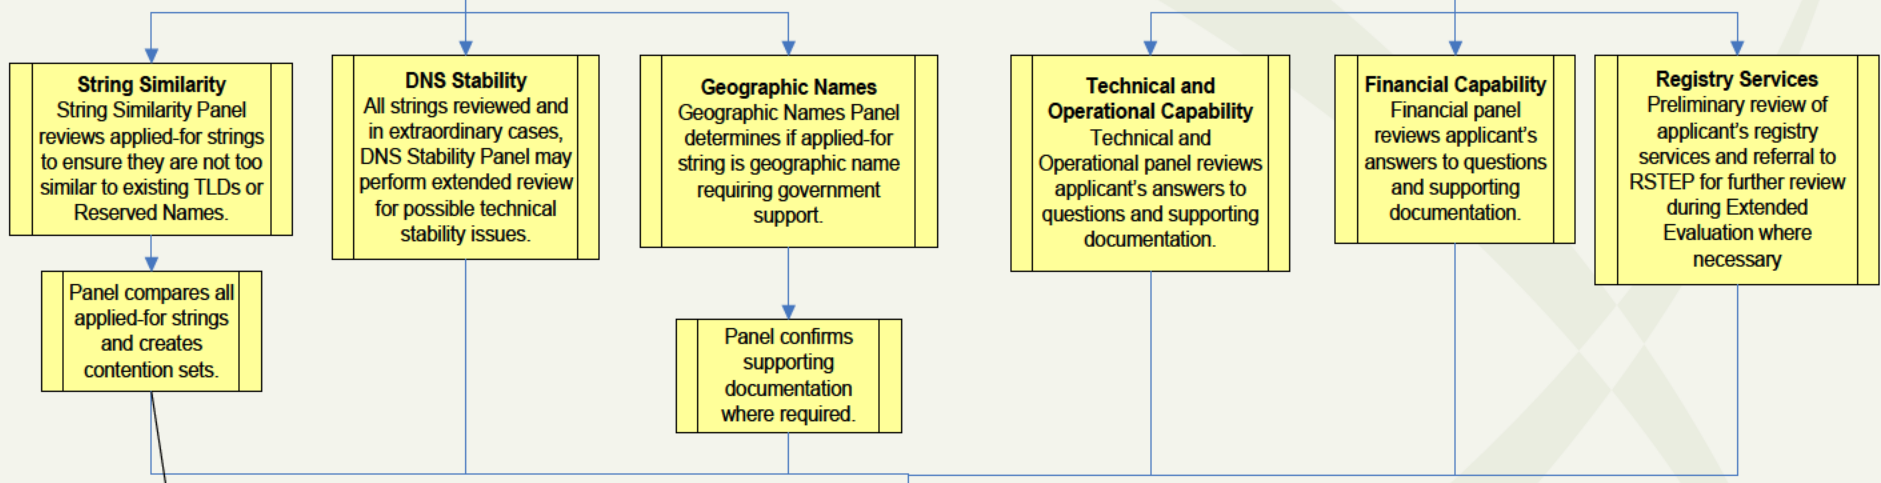 String Similarity
String Similarity Panel
reviews applied-for strings
to ensure they are not too
similar to existing TLDs or
Reserved Names.
Panel compares all
applied-for strings
and creates
contention sets.
DNS Stability
All strings reviewed and
in extraordinary cases,
DNS Stability Panel may
perform extended review
for possible technical
stability issues.
Geographic Names
Geographic Names Panel
determines if applied-for
string is geographic name
requiring government
support.
Panel confirms
supporting
documentation
where required.
Technical and
Operational Capability
Technical and
Operational panel reviews
applicant's answers to
questions and supporting
documentation.
Financial Capability
Financial panel
reviews applicant's
answers to questions
and supporting
documentation.
Registry Services
Preliminary review of
applicant's registry
services and referral to
RSTEP for further review
during Extended
Evaluation where
necessary